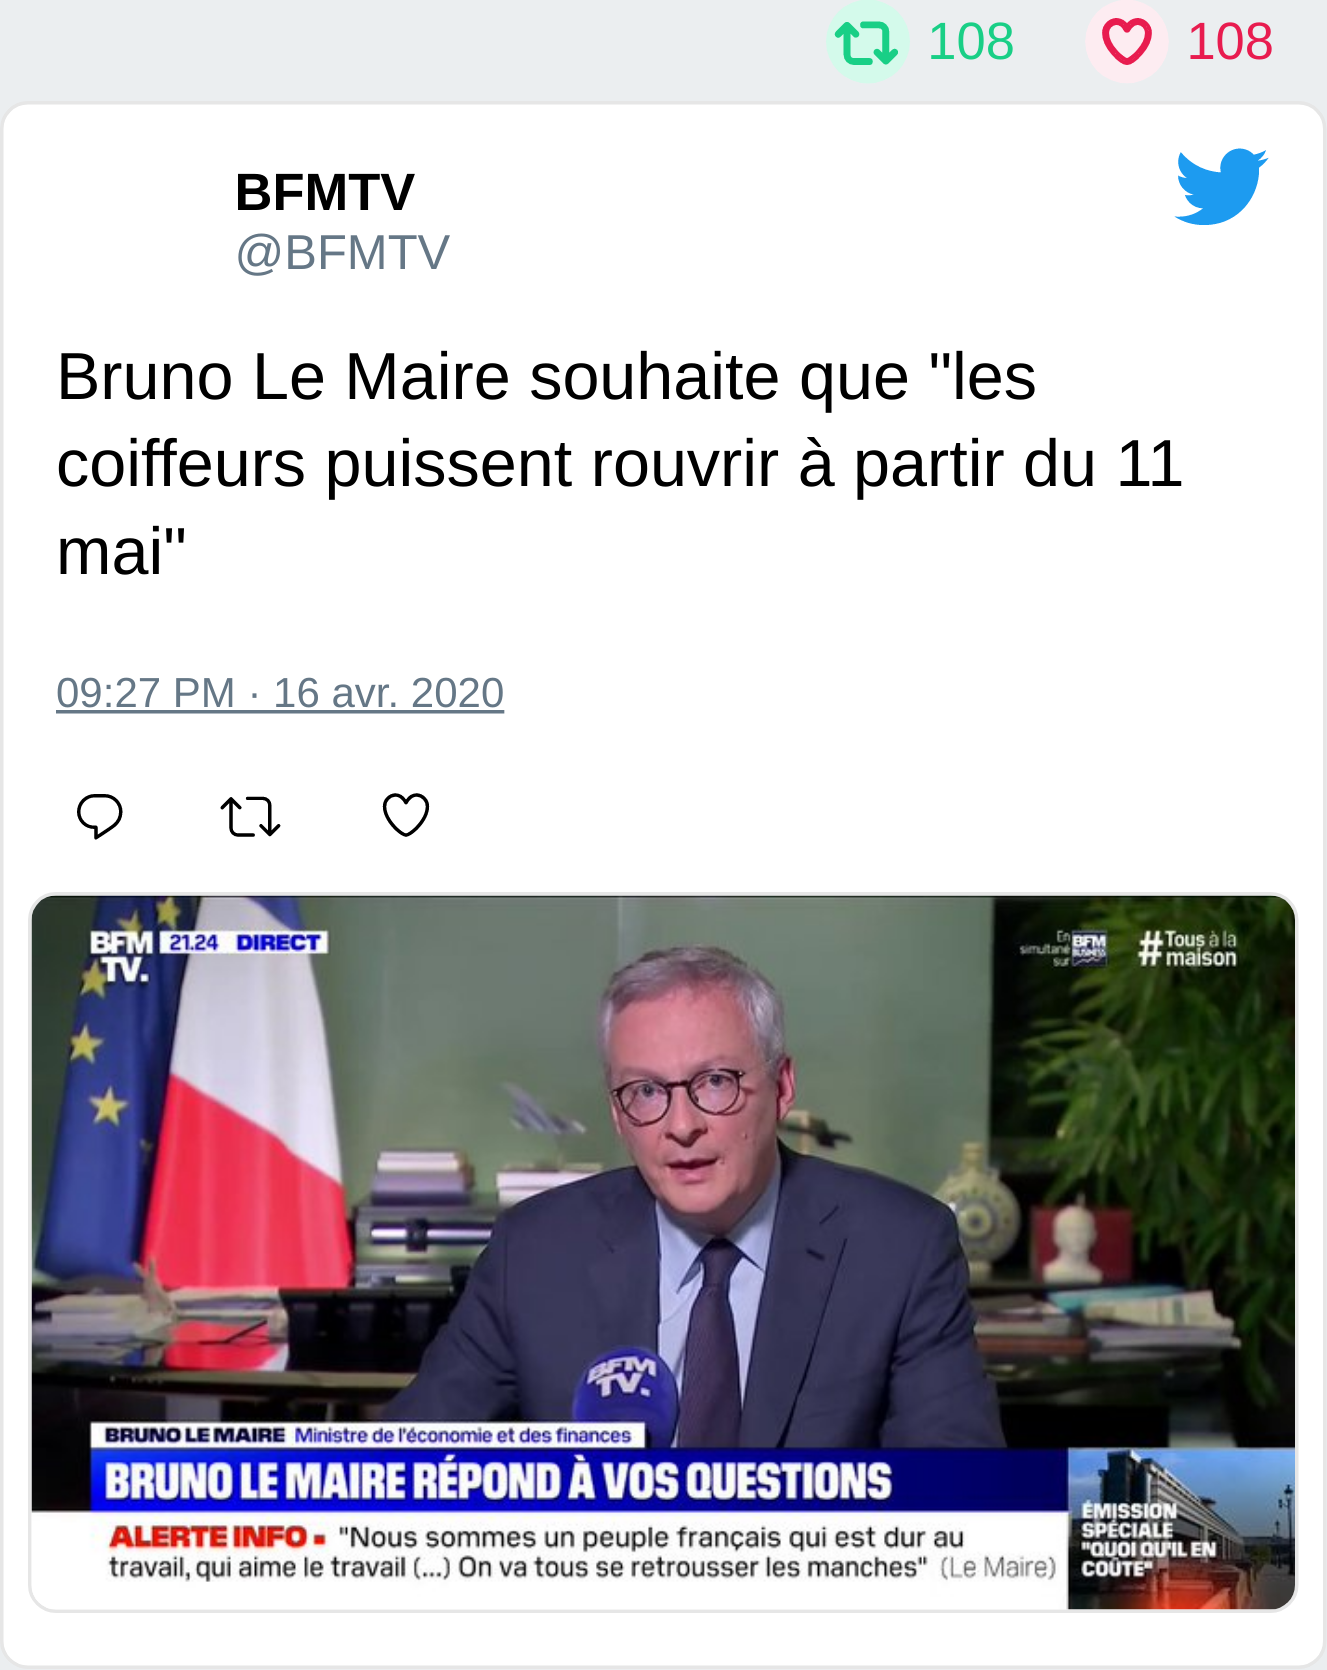 108 108
BFMTV
@BFMTV
Bruno Le Maire souhaite que "les
coiffeurs puissent rouvrir à partir du 11
mai"
09:27 PM · 16 avr. 2020
BFM 21.24 DIRECT
TV.
En
simultané
sur
BFM
BUSINESS
#Tous à la
maison
BFM
TV.
BRUNO LE MAIRE Ministre de l'économie et des finances
BRUNO LE MAIRE RÉPOND À VOS QUESTIONS
ALERTE INFO "Nous sommes un peuple français qui est dur au
travail, qui aime le travail (...) On va tous se retrousser les manches" (Le Maire)
ÉMISSION
SPÉCIALE
"QUOI QU'IL EN
COÛTE"